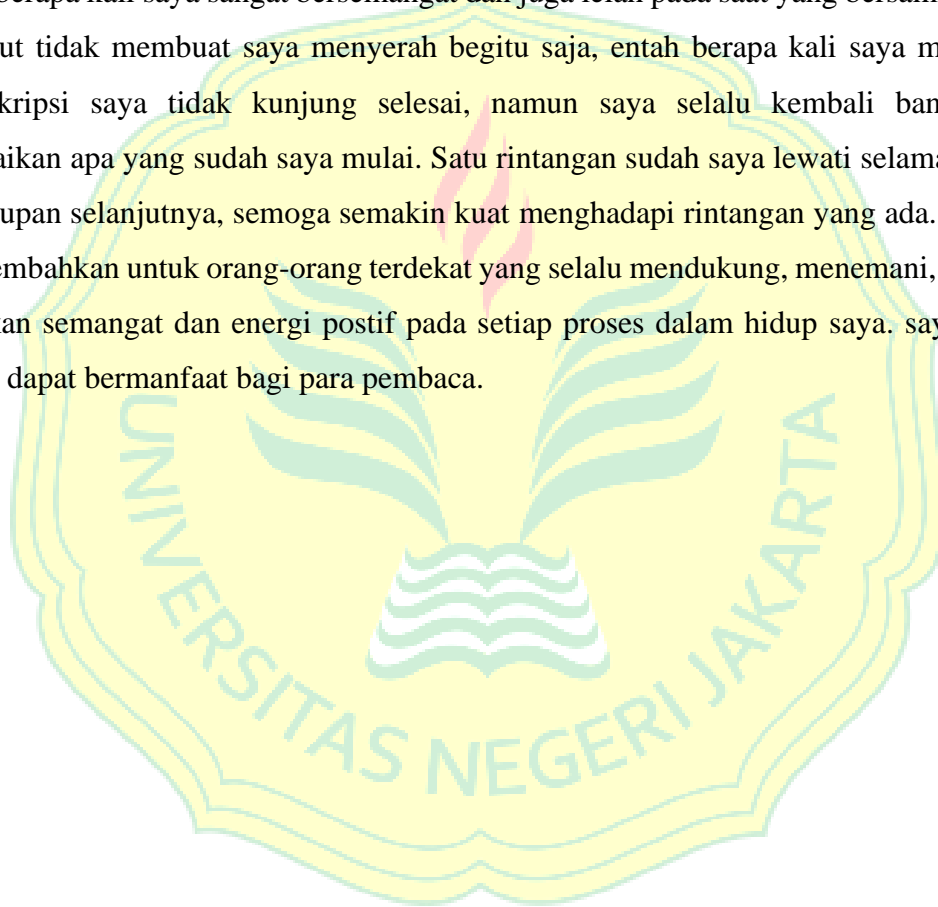 berapa kali saya sangat bersemangat dan juga lelah pada saat yang bersam
ut tidak membuat saya menyerah begitu saja, entah berapa kali saya m
kripsi saya tidak kunjung selesai, namun saya selalu kembali ban
aikan apa yang sudah saya mulai. Satu rintangan sudah saya lewati selama
upan selanjutnya, semoga semakin kuat menghadapi rintangan yang ada.
embahkan untuk orang-orang terdekat yang selalu mendukung, menemani,
kan semangat dan energi postif pada setiap proses dalam hidup saya. say
dapat bermanfaat bagi para pembaca.
UNIVERSITAS NEGERI JAKARTA